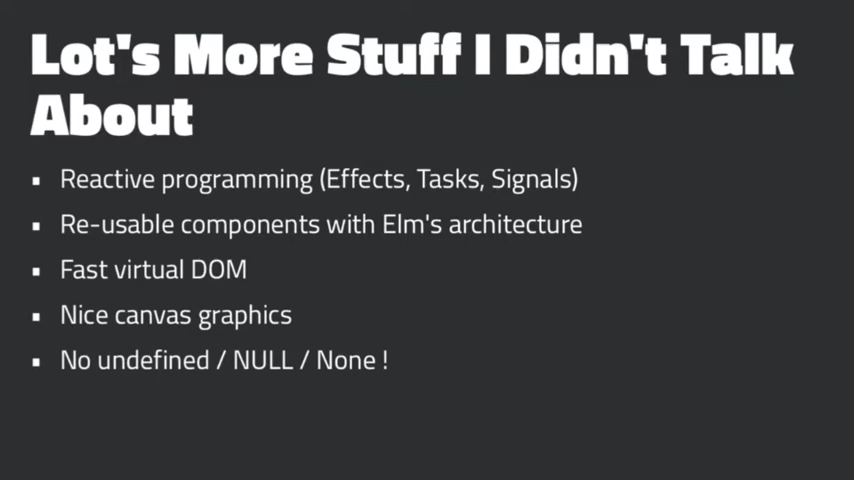 Lot's More Stuff I Didn't Talk
About
▪ Reactive programming (Effects, Tasks, Signals)
▪ Re-usable components with Elm's architecture
▪ Fast virtual DOM
▪ Nice canvas graphics
▪ No undefined / NULL / None !